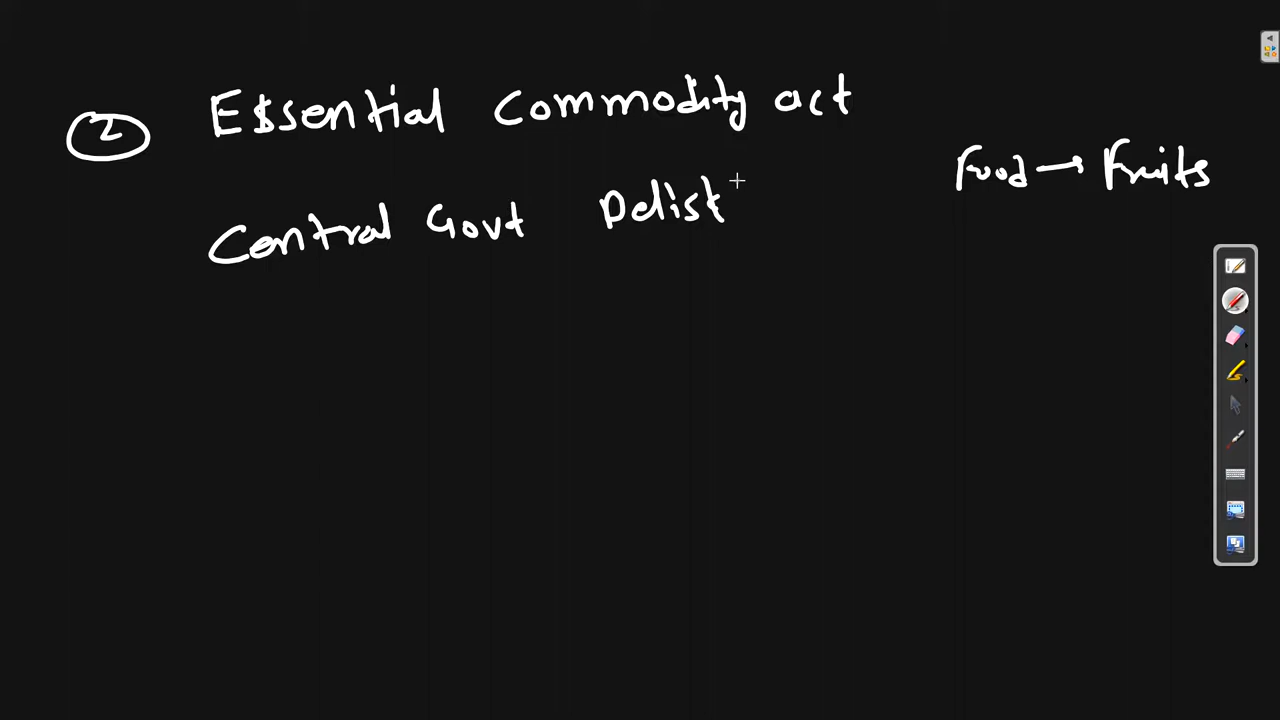 ② Essential Commodity act
Food → Fruits
Central Govt Delist